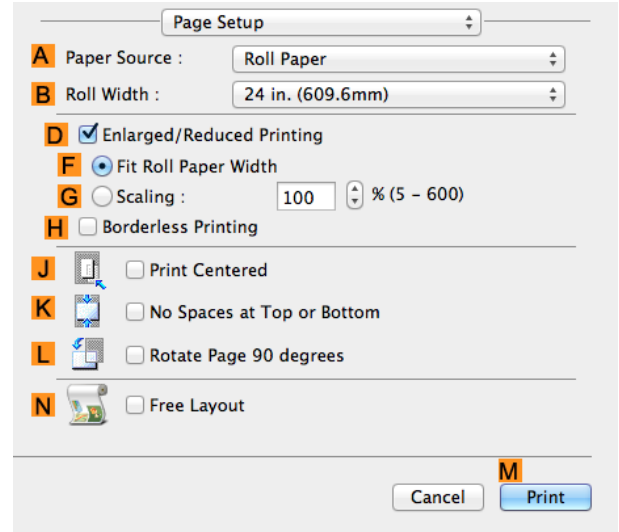 Page Setup
A Paper Source : Roll Paper
B Roll Width : 24 in. (609.6mm)
D Enlarged/Reduced Printing
F Fit Roll Paper Width
G Scaling : 100 % (5 - 600)
H Borderless Printing
J Print Centered
K No Spaces at Top or Bottom
L Rotate Page 90 degrees
N Free Layout
M
Cancel Print